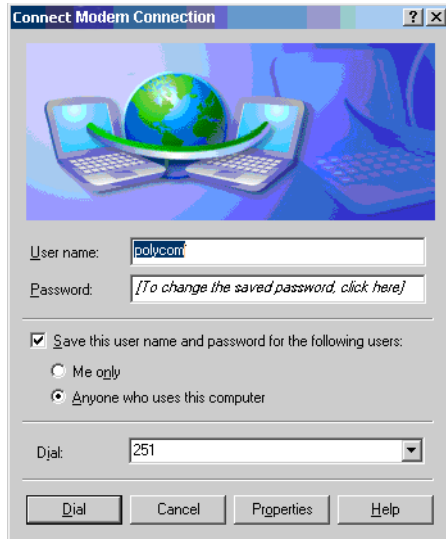 Connect Modem Connection
User name: polycom
Password: [To change the saved password, click here]
Save this user name and password for the following users:
Me only
Anyone who uses this computer
Dial: 251
Dial Cancel Properties Help